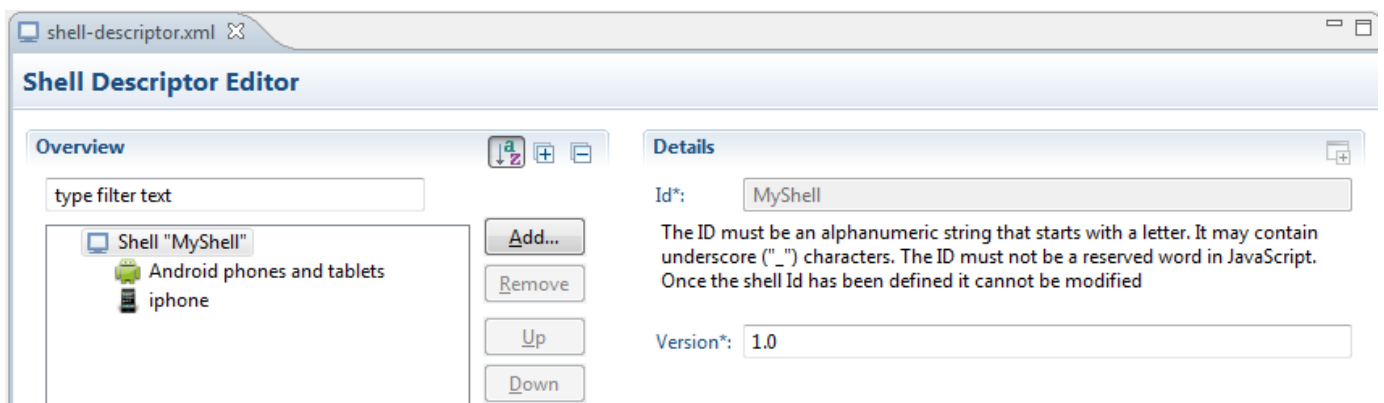 shell-descriptor.xml
Shell Descriptor Editor
Overview
a
z
type filter text
Shell "MyShell"
Android phones and tablets
iphone
Add...
Remove
Up
Down
Details
Id*:
MyShell
The ID must be an alphanumeric string that starts with a letter. It may contain
underscore ("_") characters. The ID must not be a reserved word in JavaScript.
Once the shell Id has been defined it cannot be modified
Version*:
1.0